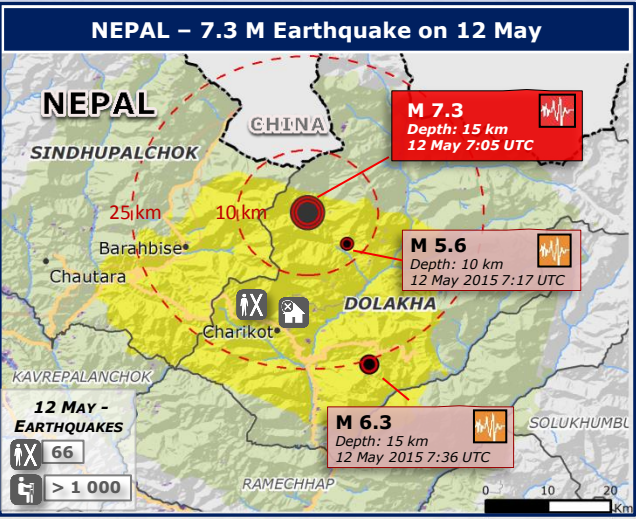 NEPAL – 7.3 M Earthquake on 12 May
NEPAL
CHINA
M 7.3
Depth: 15 km
12 May 7:05 UTC
SINDHUPALCHOK
25 km
10 km
M 5.6
Depth: 10 km
12 May 2015 7:17 UTC
Barahbise
Chautara
DOLAKHA
Charikot
KAVREPALANCHOK
12 MAY -
EARTHQUAKES
66
> 1 000
M 6.3
Depth: 15 km
12 May 2015 7:36 UTC
SOLUKHUMBU
RAMECHHAP
0 10 20
Km